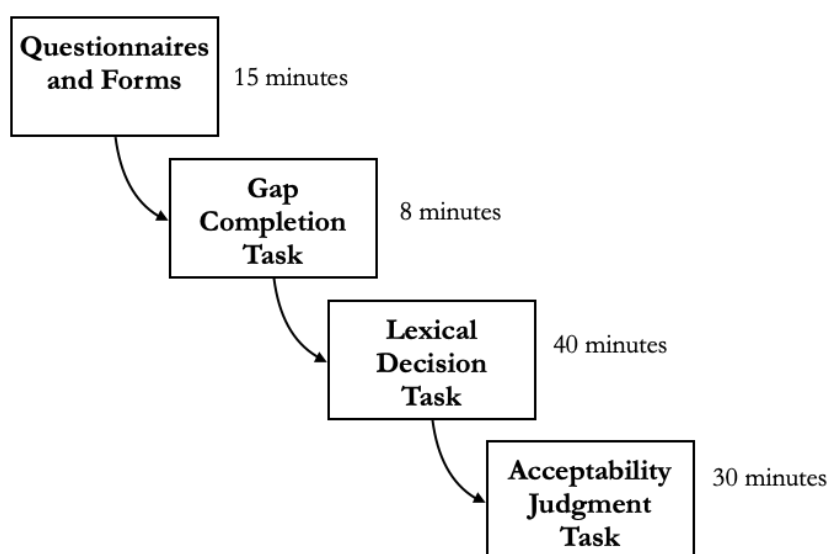 Questionnaires
and Forms
15 minutes
Gap
Completion
Task
8 minutes
Lexical
Decision
Task
40 minutes
Acceptability
Judgment
Task
30 minutes